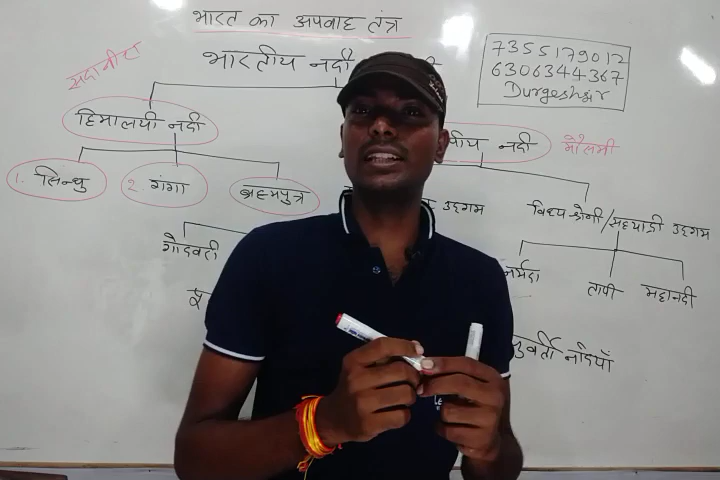 भारत का अपवाह तंत्र
भारतीय नदी
7355179012
6306344367
Durgeshsir
सदानीरा
हिमालयी नदी
नदी
मौसमी
1. सिन्धु
2. गंगा
ब्रह्मपुत्र
उद्गम
विंध्य श्रेणी/सह्याद्री उद्गम
गोदावरी
नर्मदा
तापी
महानदी
नदियाँ